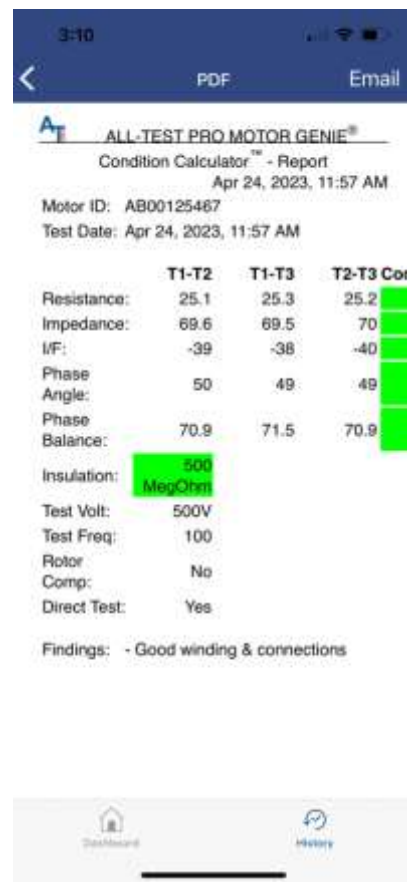 3:10
PDF
Email
AT ALL-TEST PRO MOTOR GENIE®
Condition Calculator™ - Report
Apr 24, 2023, 11:57 AM
Motor ID: AB00125467
Test Date: Apr 24, 2023, 11:57 AM
T1-T2 T1-T3 T2-T3 Con
Resistance: 25.1 25.3 25.2
Impedance: 69.6 69.5 70
I/F: -39 -38 -40
Phase Angle: 50 49 49
Phase Balance: 70.9 71.5 70.9
Insulation: 500 MegOhm
Test Volt: 500V
Test Freq: 100
Rotor Comp: No
Direct Test: Yes
Findings: - Good winding & connections
Dashboard
History